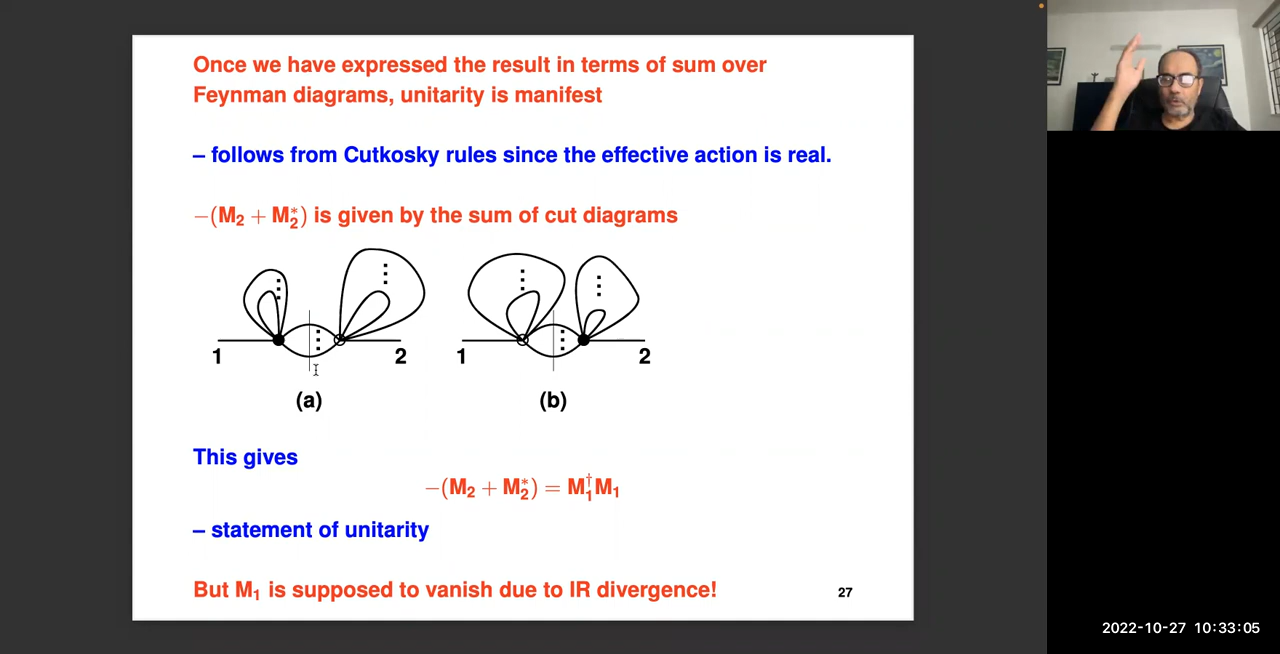 Once we have expressed the result in terms of sum over
Feynman diagrams, unitarity is manifest
– follows from Cutkosky rules since the effective action is real.
−(M₂ + M₂*) is given by the sum of cut diagrams
1 2 1 2
(a) (b)
This gives
−(M₂ + M₂*) = M₁†M₁
– statement of unitarity
But M₁ is supposed to vanish due to IR divergence!
27
2022-10-27 10:33:05